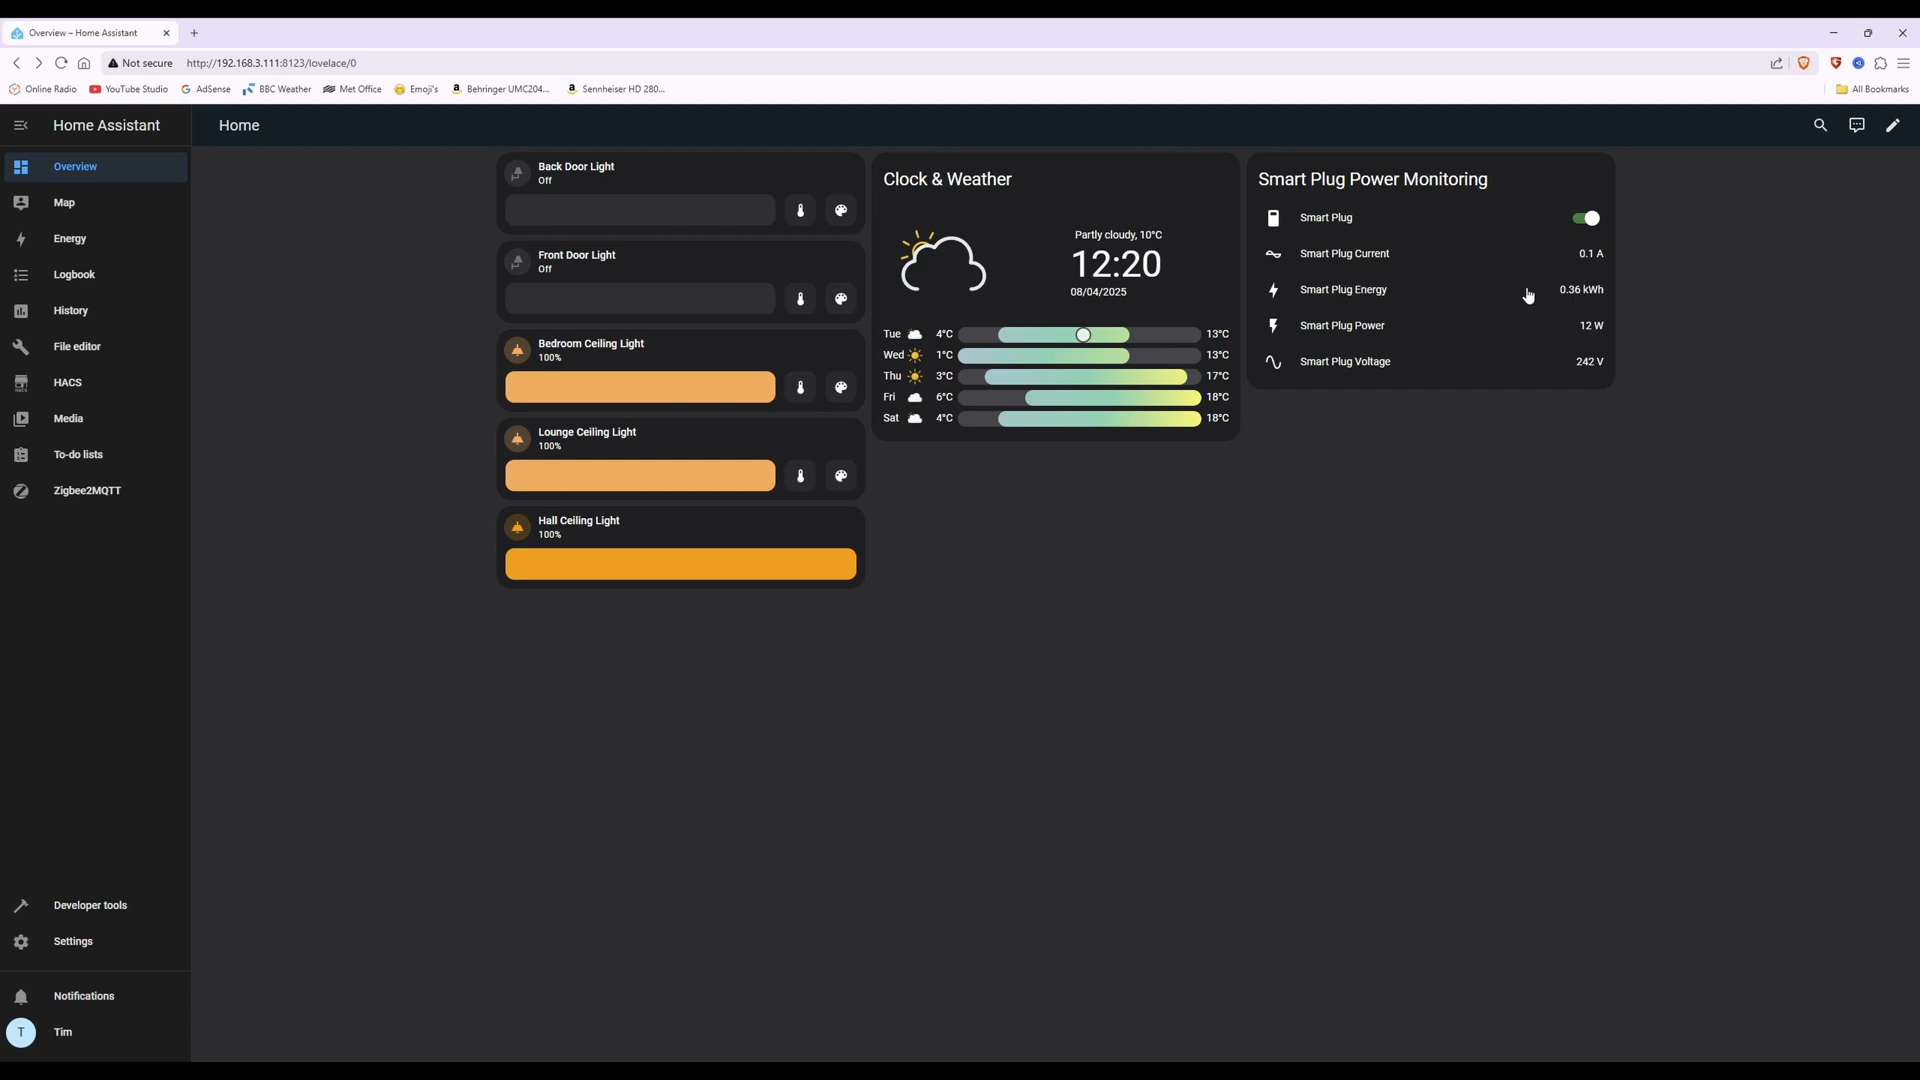 Overview – Home Assistant
Not secure http://192.168.3.111:8123/lovelace/0
Online Radio YouTube Studio AdSense BBC Weather Met Office Emoji's Behringer UMC204... Sennheiser HD 280... All Bookmarks
Home Assistant
Home
Overview
Map
Energy
Logbook
History
File editor
HACS
Media
To-do lists
Zigbee2MQTT
Developer tools
Settings
Notifications
T Tim
Back Door Light
Off
Front Door Light
Off
Bedroom Ceiling Light
100%
Lounge Ceiling Light
100%
Hall Ceiling Light
100%
Clock & Weather
Partly cloudy, 10°C
12:20
08/04/2025
Tue 4°C 13°C
Wed 1°C 13°C
Thu 3°C 17°C
Fri 6°C 18°C
Sat 4°C 18°C
Smart Plug Power Monitoring
Smart Plug
Smart Plug Current 0.1 A
Smart Plug Energy 0.36 kWh
Smart Plug Power 12 W
Smart Plug Voltage 242 V